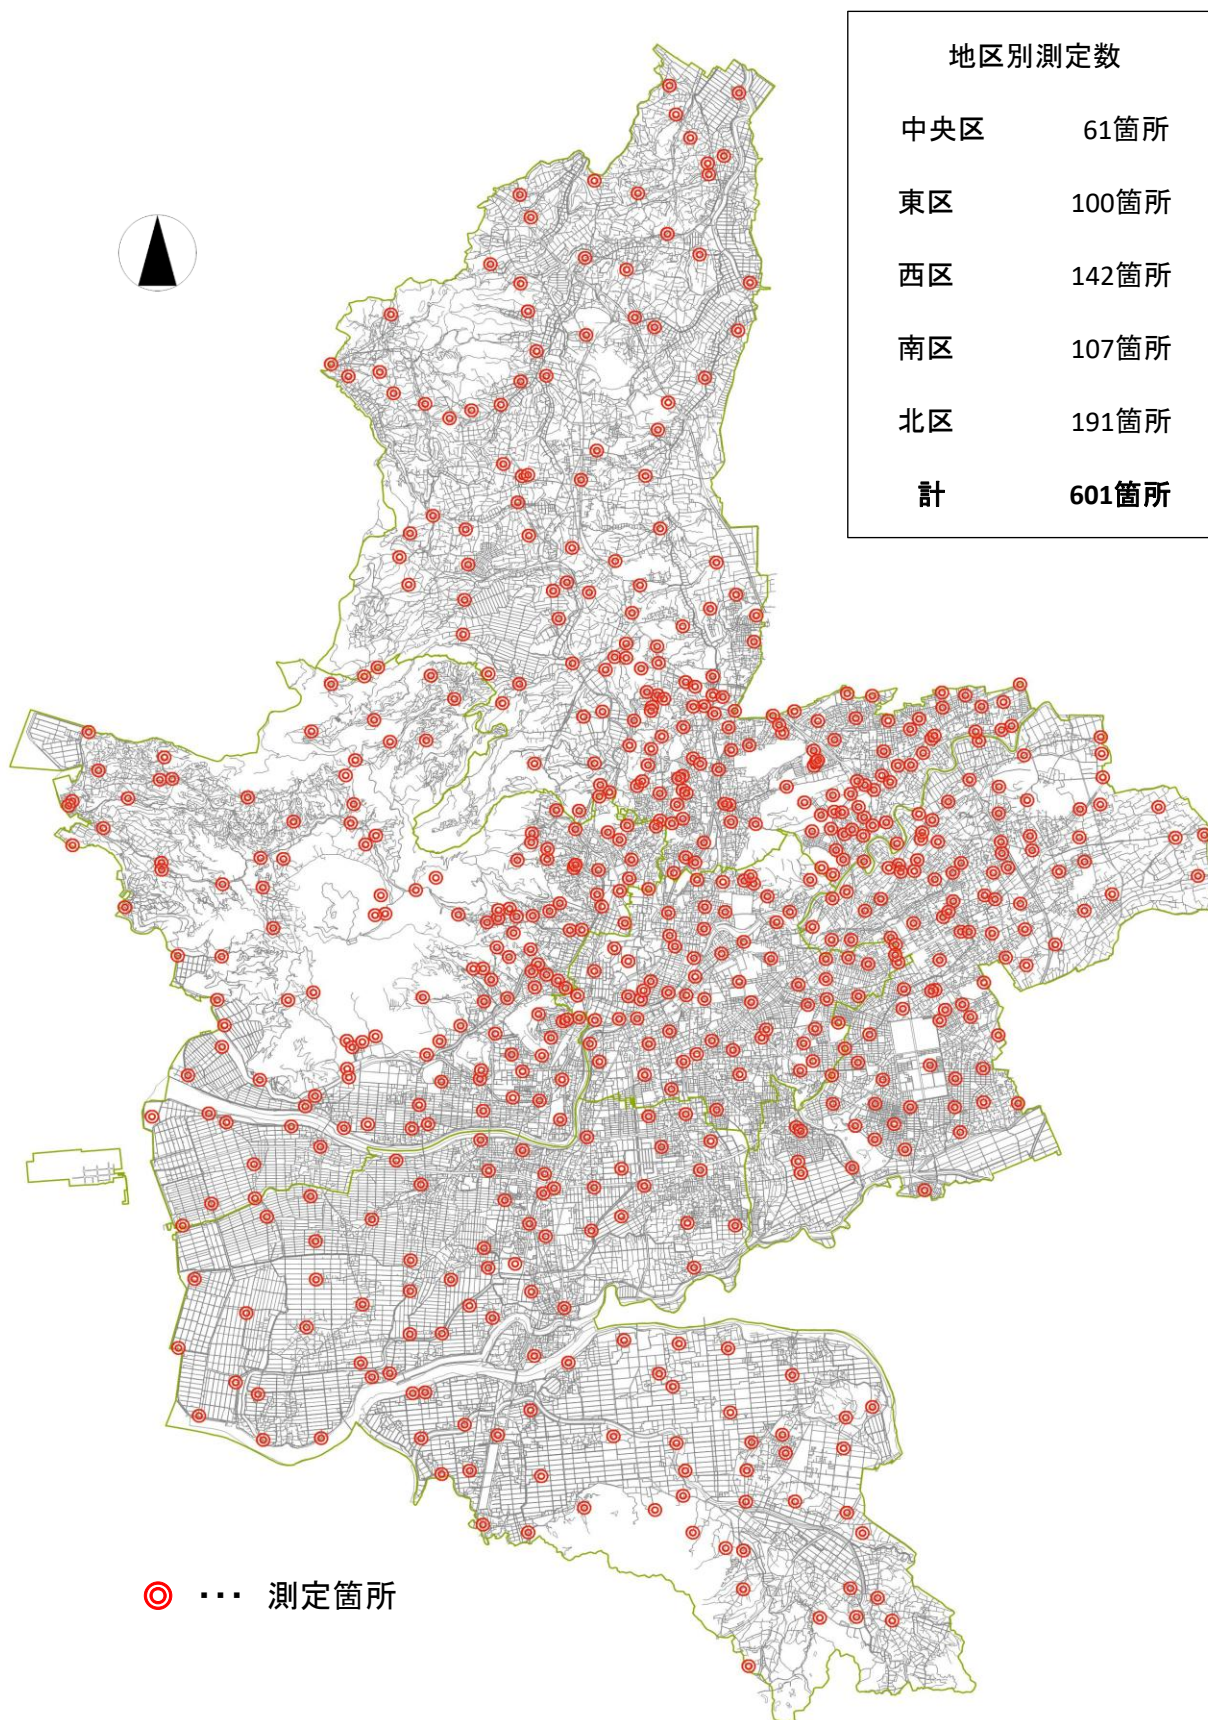 地区別測定数
中央区 61箇所
東区 100箇所
西区 142箇所
南区 107箇所
北区 191箇所
計 601箇所
◎ ･･･ 測定箇所